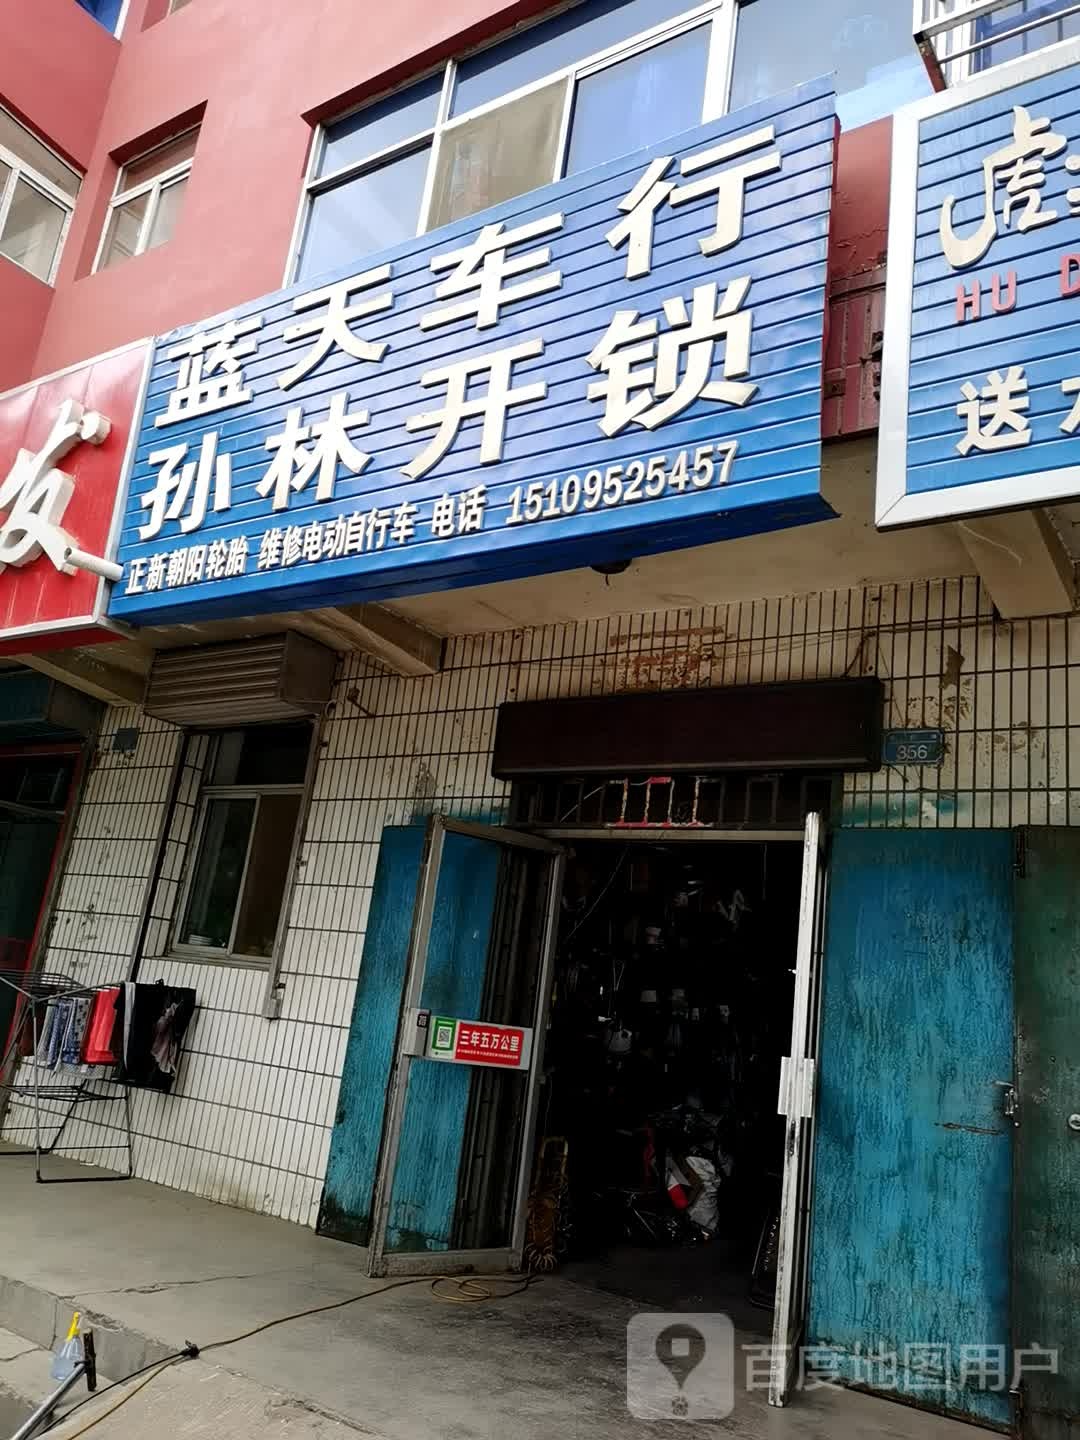 蓝天车行
孙林开锁
正新朝阳轮胎 维修电动自行车 电话 15109525457
发
虎
HU D
送
356
三年五万公里
百度地图用户